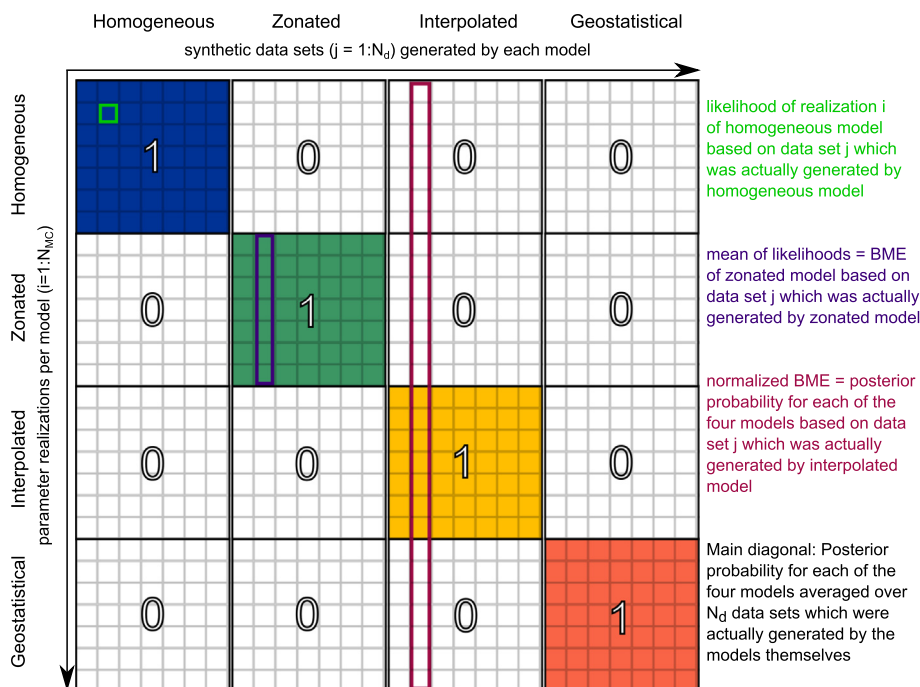 Homogeneous Zonated Interpolated Geostatistical
synthetic data sets (j = 1:Nd) generated by each model
Homogeneous
Zonated
Interpolated
Geostatistical
parameter realizations per model (i=1:NMC)
1 0 0 0
0 1 0 0
0 0 1 0
0 0 0 1
likelihood of realization i
of homogeneous model
based on data set j which
was actually generated by
homogeneous model
mean of likelihoods = BME
of zonated model based on
data set j which was actually
generated by zonated model
normalized BME = posterior
probability for each of the
four models based on data
set j which was actually
generated by interpolated
model
Main diagonal: Posterior
probability for each of the
four models averaged over
Nd data sets which were
actually generated by the
models themselves